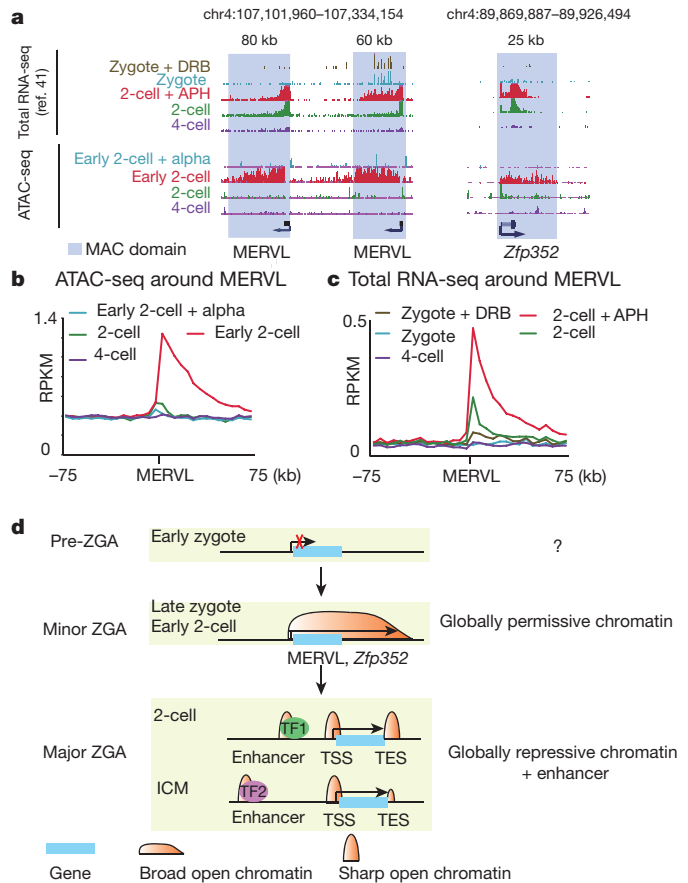 a
chr4:107,101,960–107,334,154
chr4:89,869,887–89,926,494
80 kb
60 kb
25 kb
Total RNA-seq
(ref. 41)
Zygote + DRB
Zygote
2-cell + APH
2-cell
4-cell
ATAC-seq
Early 2-cell + alpha
Early 2-cell
2-cell
4-cell
MAC domain
MERVL
MERVL
Zfp352
b
ATAC-seq around MERVL
Early 2-cell + alpha
2-cell
Early 2-cell
4-cell
1.4
RPKM
0
–75
MERVL
75 (kb)
c
Total RNA-seq around MERVL
Zygote + DRB
2-cell + APH
Zygote
2-cell
4-cell
0.5
RPKM
0
–75
MERVL
75 (kb)
d
Pre-ZGA
Early zygote
X
?
Minor ZGA
Late zygote
Early 2-cell
MERVL, Zfp352
Globally permissive chromatin
Major ZGA
2-cell
TF1
Enhancer
TSS
TES
ICM
TF2
Enhancer
TSS
TES
Globally repressive chromatin
+ enhancer
Gene
Broad open chromatin
Sharp open chromatin